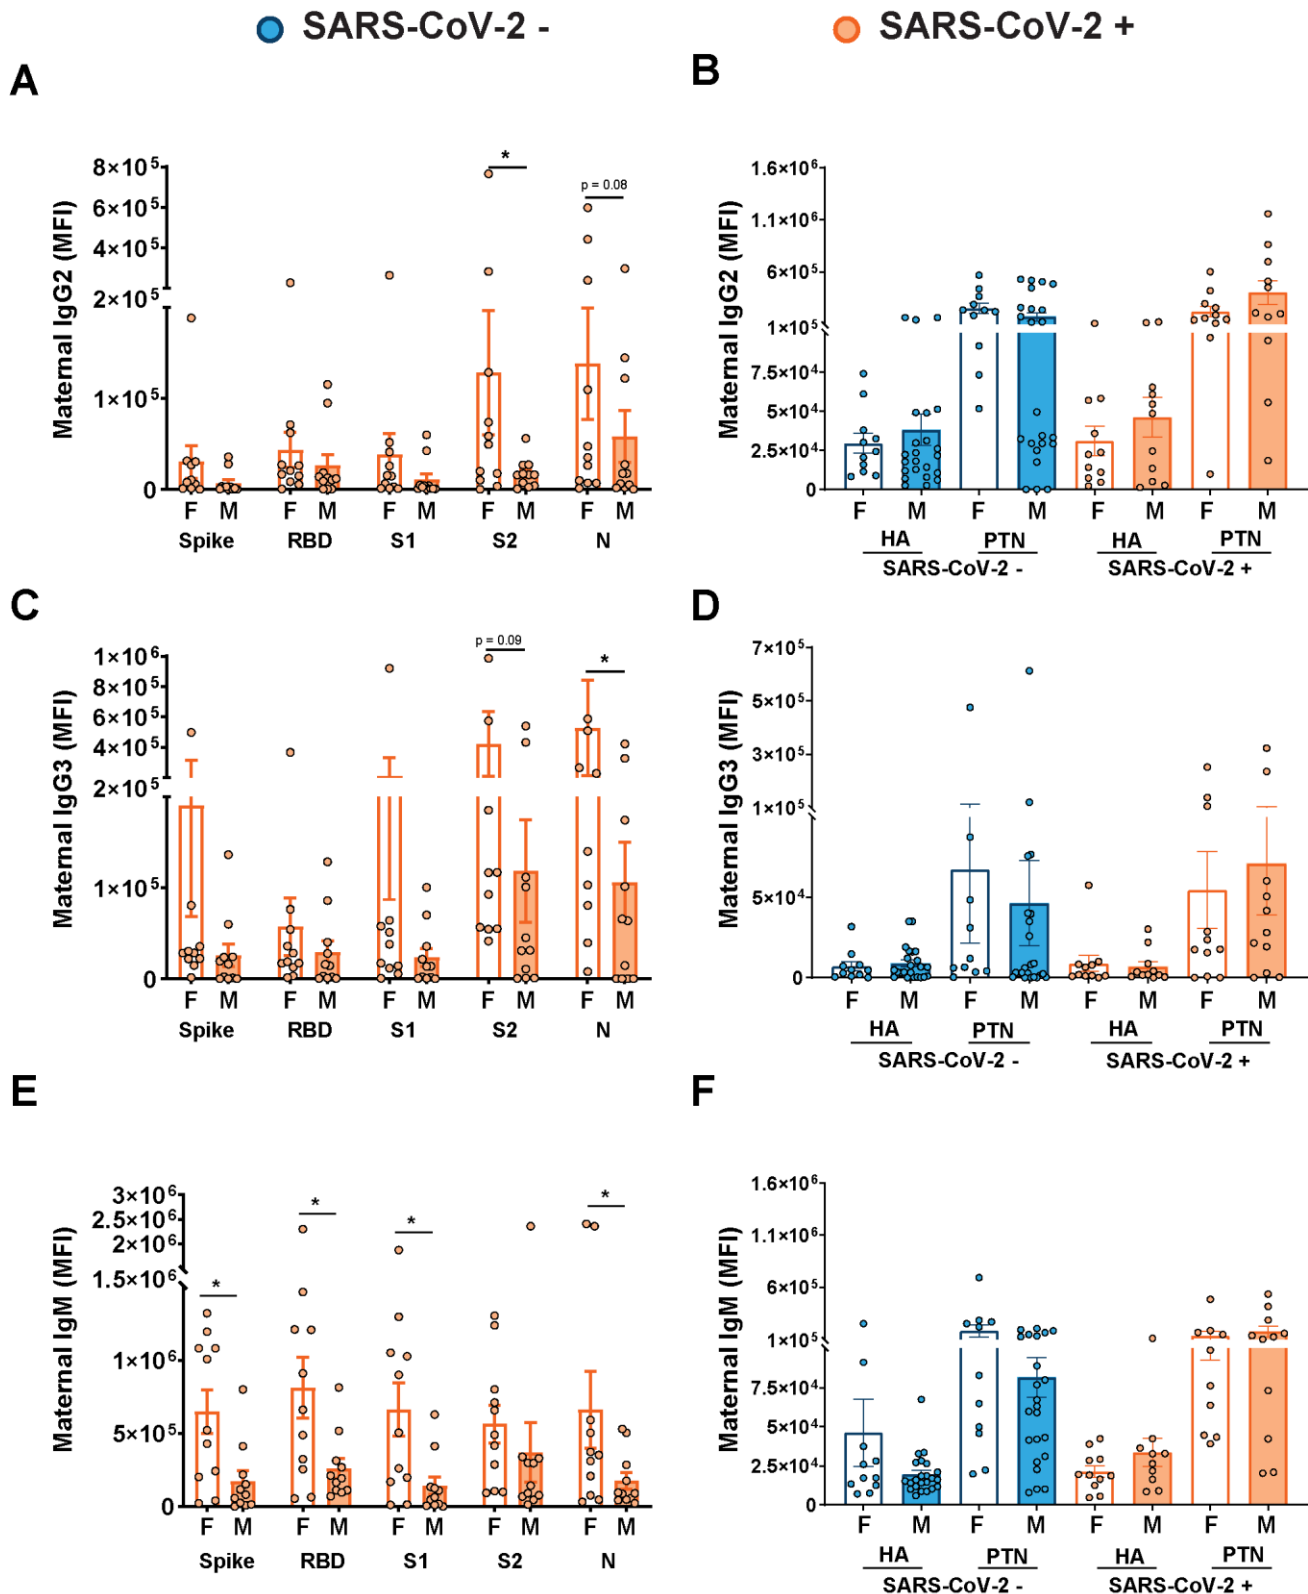 SARS-CoV-2 - SARS-CoV-2 +
A
Maternal IgG2 (MFI)
8×10⁵
6×10⁵
4×10⁵
2×10⁵
1×10⁵
0
*
p = 0.08
F M F M F M F M F M
Spike RBD S1 S2 N
B
Maternal IgG2 (MFI)
1.6×10⁶
1.1×10⁶
6×10⁵
1×10⁵
7.5×10⁴
5×10⁴
2.5×10⁴
0
F M F M F M F M
HA PTN HA PTN
SARS-CoV-2 - SARS-CoV-2 +
C
Maternal IgG3 (MFI)
1×10⁶
8×10⁵
6×10⁵
4×10⁵
2×10⁵
1×10⁵
0
p = 0.09
*
F M F M F M F M F M
Spike RBD S1 S2 N
D
Maternal IgG3 (MFI)
7×10⁵
5×10⁵
3×10⁵
1×10⁵
5×10⁴
0
F M F M F M F M
HA PTN HA PTN
SARS-CoV-2 - SARS-CoV-2 +
E
Maternal IgM (MFI)
3×10⁶
2.5×10⁶
2×10⁶
1.5×10⁶
1×10⁶
5×10⁵
0
* * * *
F M F M F M F M F M
Spike RBD S1 S2 N
F
Maternal IgM (MFI)
1.6×10⁶
1.1×10⁶
6×10⁵
1×10⁵
7.5×10⁴
5×10⁴
2.5×10⁴
0
F M F M F M F M
HA PTN HA PTN
SARS-CoV-2 - SARS-CoV-2 +